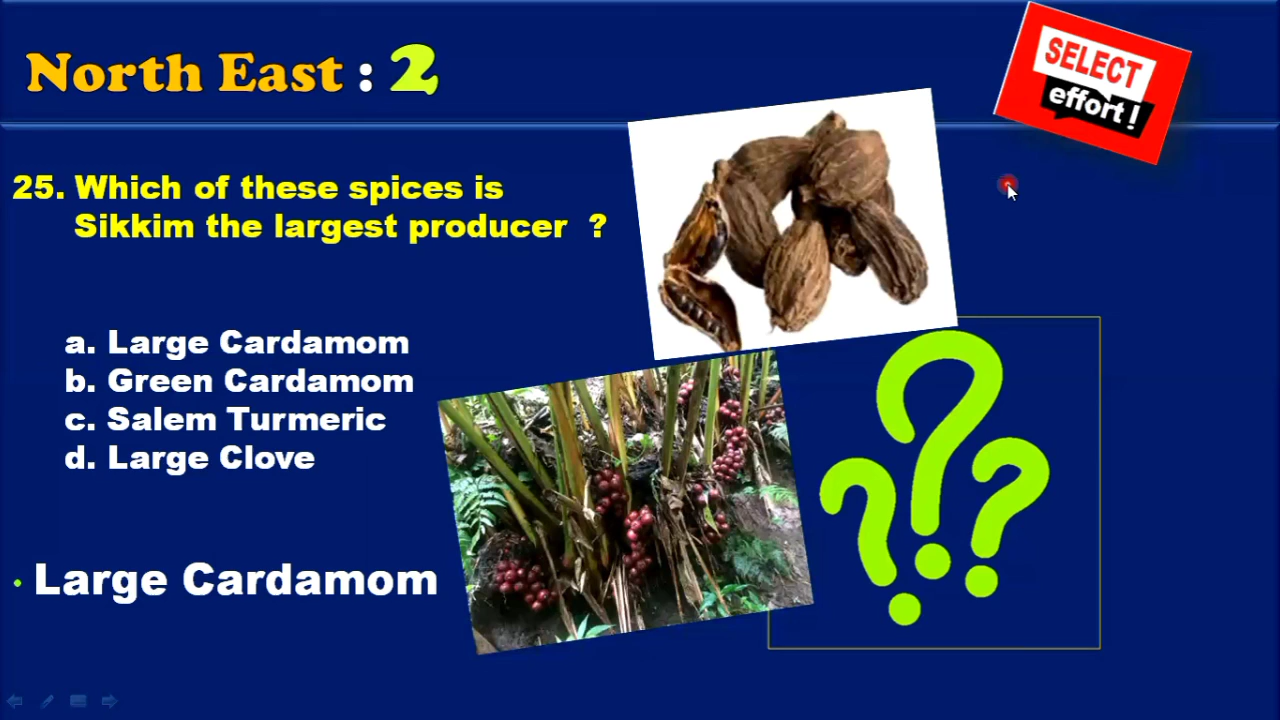 North East : 2
SELECT
effort!
25. Which of these spices is
Sikkim the largest producer ?
a. Large Cardamom
b. Green Cardamom
c. Salem Turmeric
d. Large Clove
• Large Cardamom
???